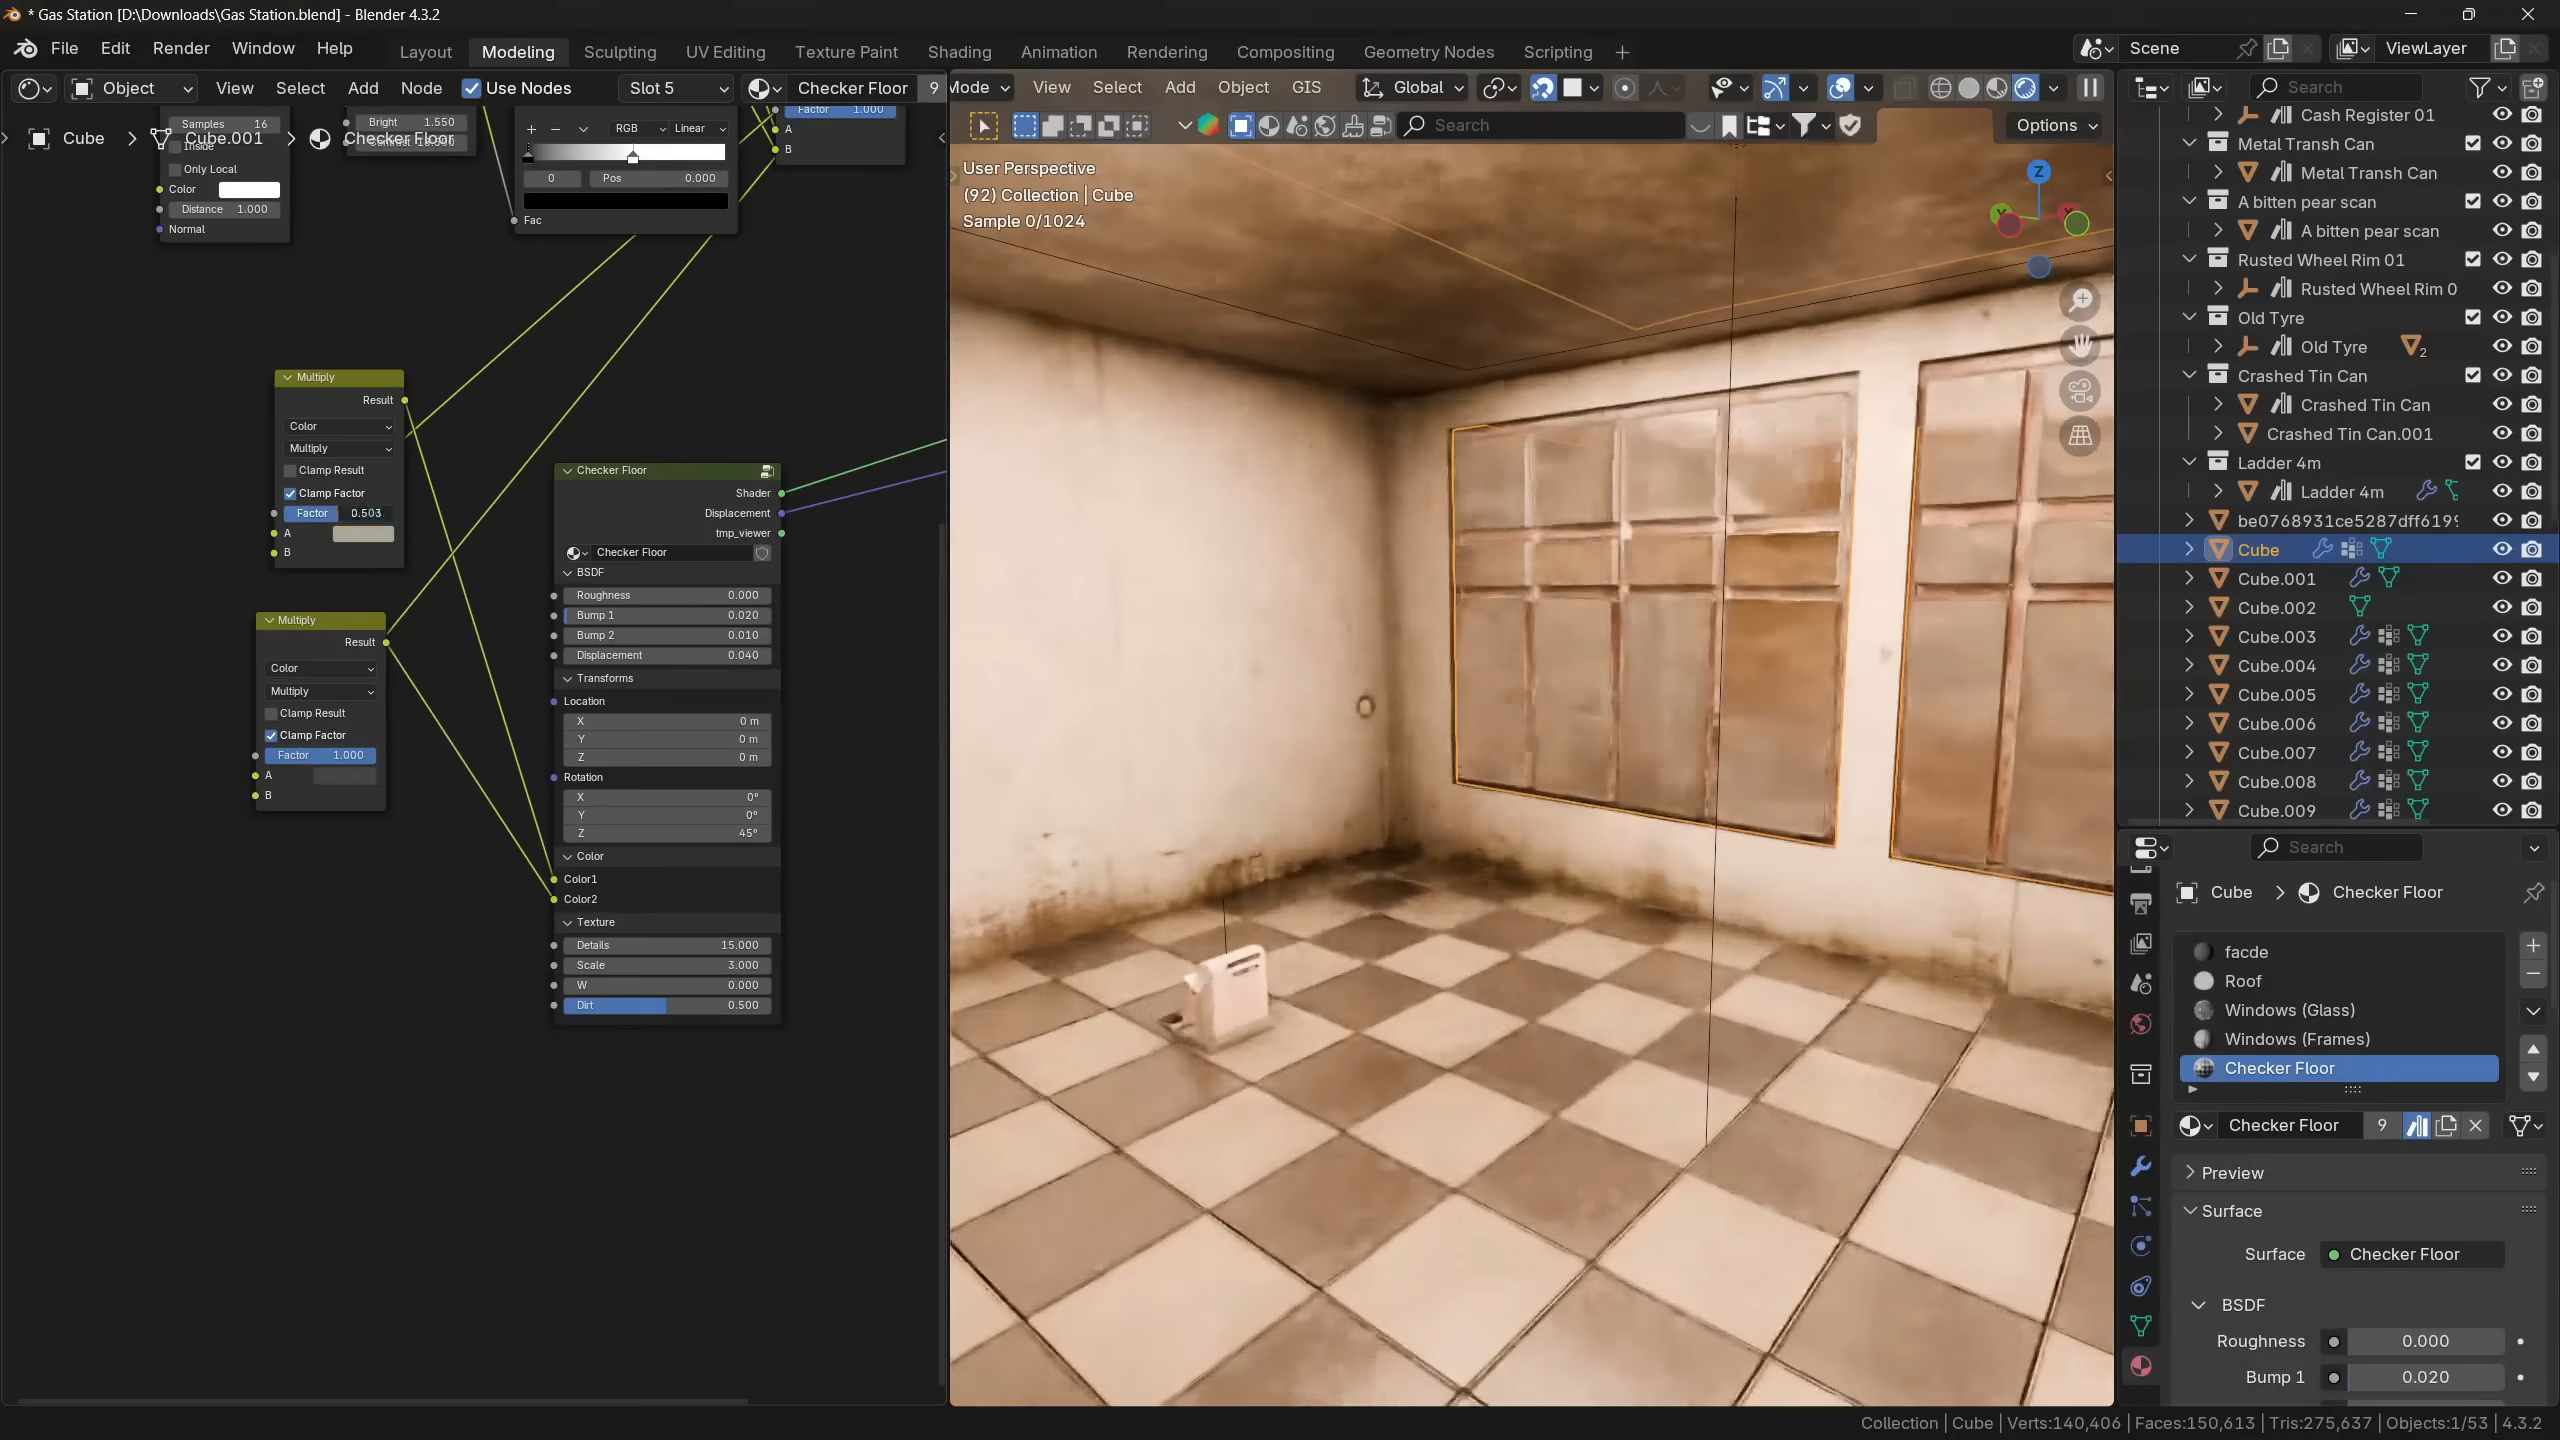 * Gas Station [D:\Downloads\Gas Station.blend] - Blender 4.3.2
File Edit Render Window Help
Layout Modeling Sculpting UV Editing Texture Paint Shading Animation Rendering Compositing Geometry Nodes Scripting +
Scene
ViewLayer
Object View Select Add Node Use Nodes Slot 5 Checker Floor 9
Mode View Select Add Object GIS Global
Search
Search
Options
Cube > Cube.001 > Checker Floor
Samples 16
Inside
Only Local
Color
Distance 1.000
Normal
Bright 1.550
RGB Linear
0 Pos 0.000
Fac
Factor 1.000
A
B
Multiply
Result
Color
Multiply
Clamp Result
Clamp Factor
Factor 0.503
A
B
Multiply
Result
Color
Multiply
Clamp Result
Clamp Factor
Factor 1.000
A
B
Checker Floor
Shader
Displacement
tmp_viewer
Checker Floor
BSDF
Roughness 0.000
Bump 1 0.020
Bump 2 0.010
Displacement 0.040
Transforms
Location
X 0 m
Y 0 m
Z 0 m
Rotation
X 0°
Y 0°
Z 45°
Color
Color1
Color2
Texture
Details 15.000
Scale 3.000
W 0.000
Dirt 0.500
User Perspective
(92) Collection | Cube
Sample 0/1024
Z
Y
Cash Register 01
Metal Transh Can
Metal Transh Can
A bitten pear scan
A bitten pear scan
Rusted Wheel Rim 01
Rusted Wheel Rim 0
Old Tyre
Old Tyre 2
Crashed Tin Can
Crashed Tin Can
Crashed Tin Can.001
Ladder 4m
Ladder 4m
be0768931ce5287dff6199
Cube
Cube.001
Cube.002
Cube.003
Cube.004
Cube.005
Cube.006
Cube.007
Cube.008
Cube.009
Search
Cube > Checker Floor
facde
Roof
Windows (Glass)
Windows (Frames)
Checker Floor
Checker Floor 9
Preview
Surface
Surface Checker Floor
BSDF
Roughness 0.000
Bump 1 0.020
Collection | Cube | Verts:140,406 | Faces:150,613 | Tris:275,637 | Objects:1/53 | 4.3.2